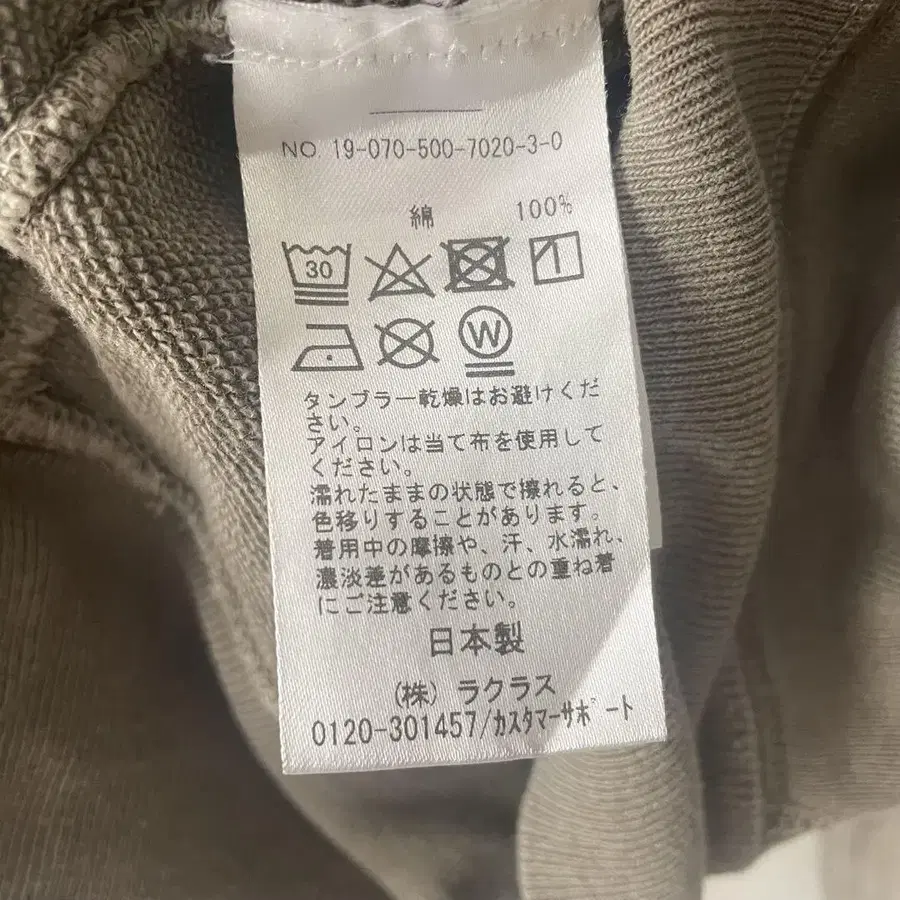 NO. 19-070-500-7020-3-0
綿 100%
30
W
タンブラー乾燥はお避けくだ
さい。
アイロンは当て布を使用して
ください。
濡れたままの状態で擦れると、
色移りすることがあります。
着用中の摩擦や、汗、水濡れ、
濃淡差があるものとの重ね着
にご注意ください。
日本製
(株) ラクラス
0120-301457/ｶｽﾀﾏｰｻﾎﾟｰﾄ